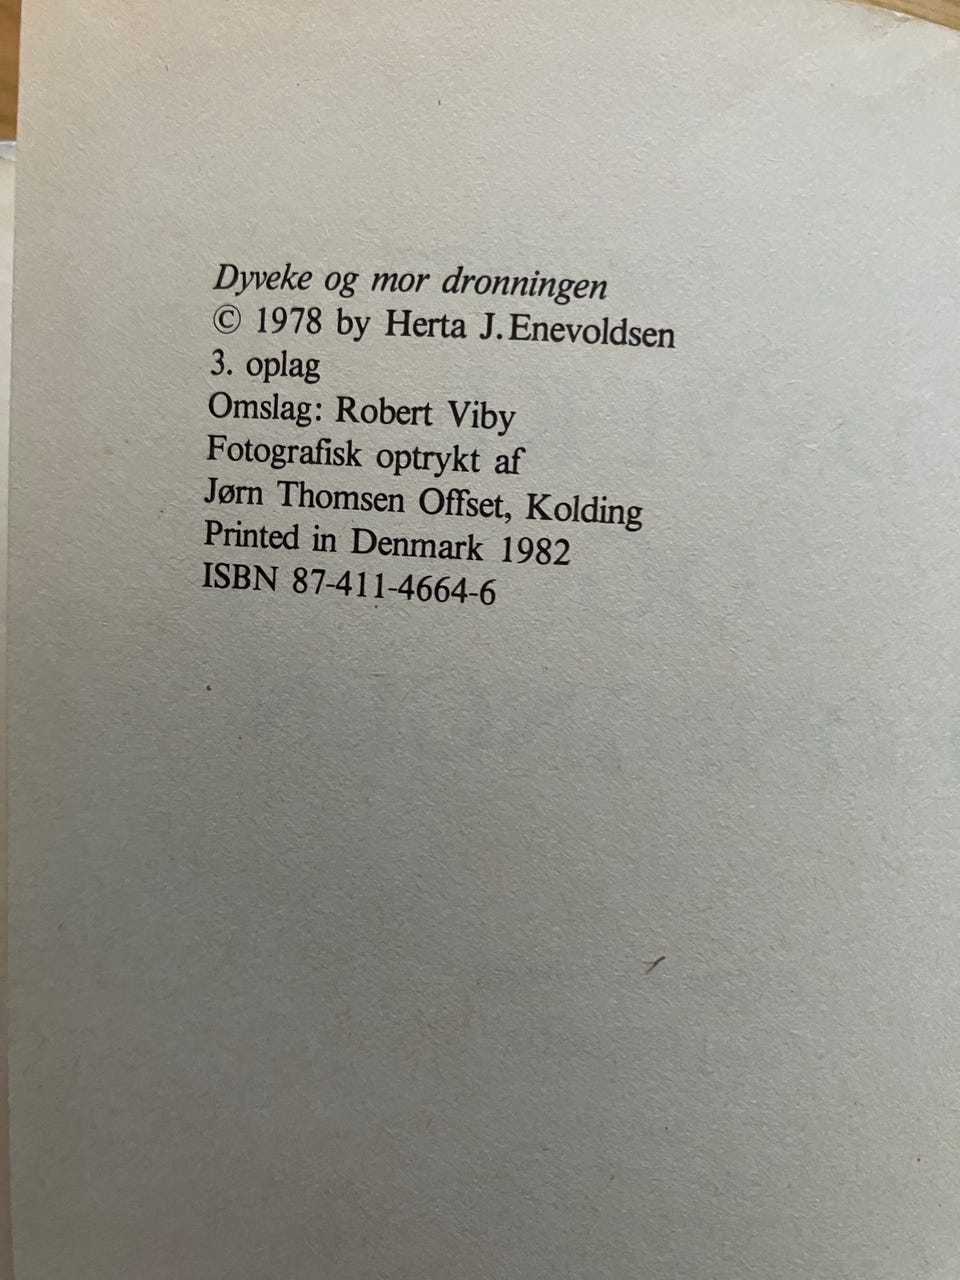 Dyveke og mor dronningen
© 1978 by Herta J. Enevoldsen
3. oplag
Omslag: Robert Viby
Fotografisk optrykt af
Jørn Thomsen Offset, Kolding
Printed in Denmark 1982
ISBN 87-411-4664-6